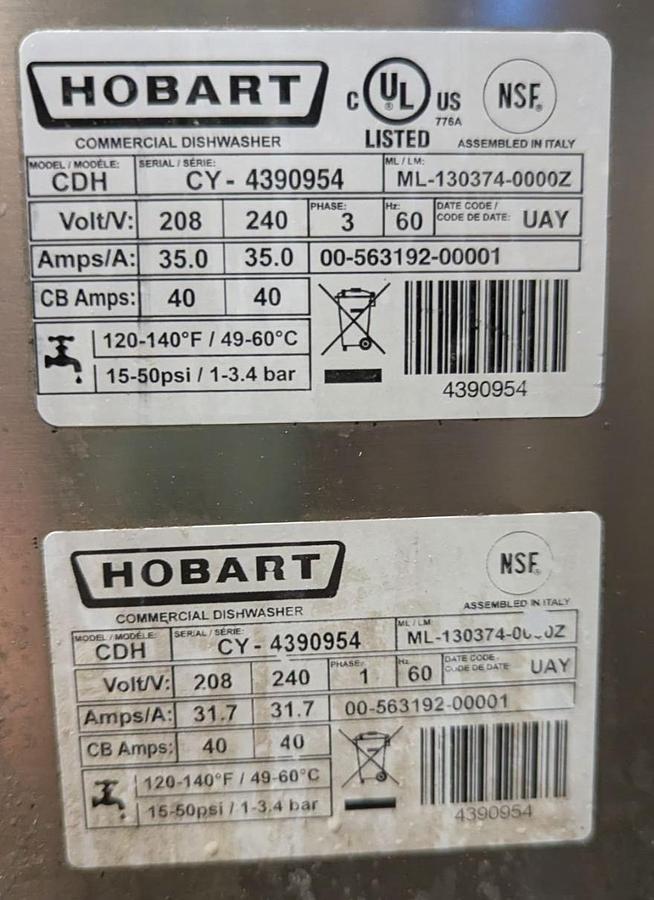 HOBART
COMMERCIAL DISHWASHER
C UL ® US
LISTED 776A
NSF®
ASSEMBLED IN ITALY
MODEL / MODÈLE: CDH
SERIAL / SÉRIE: CY- 4390954
ML / LM: ML-130374-0000Z
Volt/V: 208 240
PHASE: 3
Hz: 60
DATE CODE / CODE DE DATE: UAY
Amps/A: 35.0 35.0 00-563192-00001
CB Amps: 40 40
120-140°F / 49-60°C
15-50psi / 1-3.4 bar
4390954
HOBART
COMMERCIAL DISHWASHER
NSF®
ASSEMBLED IN ITALY
MODEL / MODÈLE: CDH
SERIAL / SÉRIE: CY- 4390954
ML / LM
Volt/V: 208 240
PHASE: 1
Hz: 60
DATE CODE CODE DE DATE UAY
Amps/A: 31.7 31.7 00-563192-00001
CB Amps: 40 40
120-140°F / 49-60°C
15-50psi / 1-3.4 bar
4390954